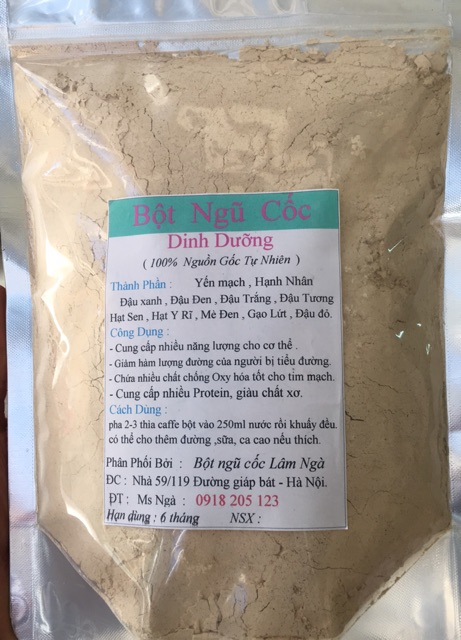 Bột Ngũ Cốc
Dinh Dưỡng
( 100% Nguồn Gốc Tự Nhiên )
Thành Phần : Yến mạch , Hạnh Nhân
Đậu xanh , Đậu Đen , Đậu Trắng , Đậu Tương
Hạt Sen , Hạt Y Rĩ , Mè Đen , Gạo Lứt , Đậu đỏ.
Công Dụng :
- Cung cấp nhiều năng lượng cho cơ thể .
- Giảm hàm lượng đường của người bị tiểu đường.
- Chứa nhiều chất chống Oxy hóa tốt cho tim mạch.
- Cung cấp nhiều Protein, giàu chất xơ.
Cách Dùng :
pha 2-3 thìa caffe bột vào 250ml nước rồi khuấy đều.
có thể cho thêm đường ,sữa, ca cao nếu thích.
Phân Phối Bởi : Bột ngũ cốc Lâm Ngà
ĐC : Nhà 59/119 Đường giáp bát - Hà Nội.
ĐT : Ms Ngà : 0918 205 123
Hạn dùng : 6 tháng NSX :